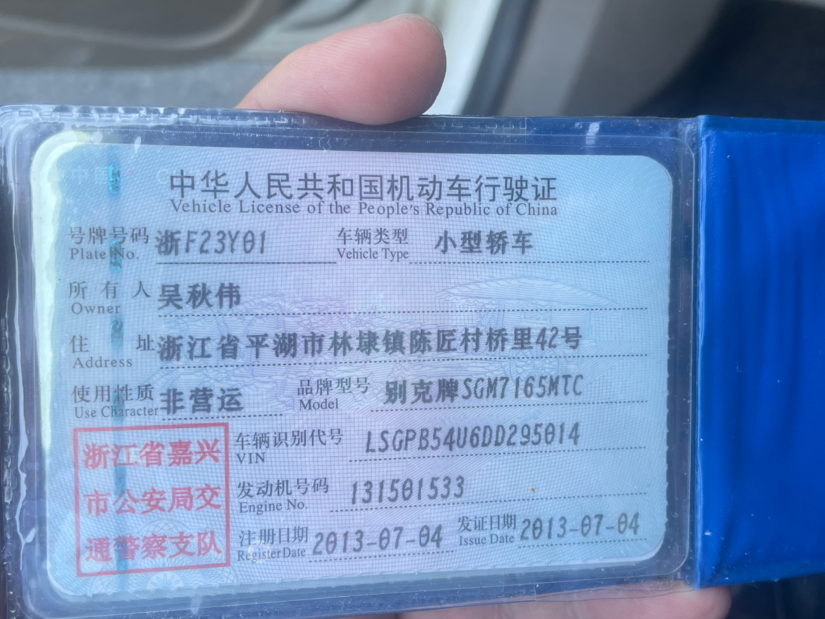 中华人民共和国机动车行驶证
Vehicle License of the People's Republic of China
号牌号码 浙F23Y01 车辆类型 小型轿车
Plate No. Vehicle Type
所有人 吴秋伟
Owner
住址 浙江省平湖市林埭镇陈匠村桥里42号
Address
使用性质 非营运 品牌型号 别克牌SGM7165MTC
Use Character Model
浙江省嘉兴
市公安局交
通警察支队
车辆识别代号 LSGPB54U6DD295014
VIN
发动机号码 131501533
Engine No.
注册日期 2013-07-04 发证日期 2013-07-04
Register Date Issue Date